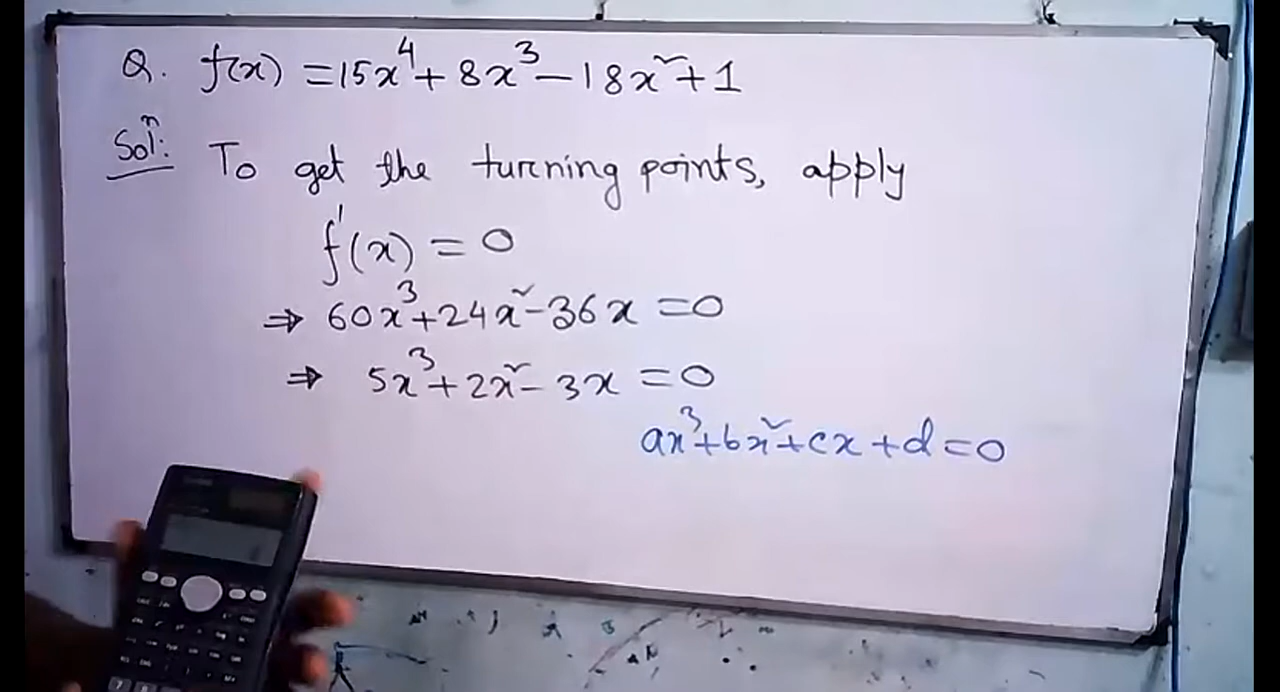 Q. f(x) = 15x⁴ + 8x³ − 18x² + 1
Solⁿ: To get the turning points, apply
f'(x) = 0
⇒ 60x³ + 24x² − 36x = 0
⇒ 5x³ + 2x² − 3x = 0
ax³ + bx² + cx + d = 0